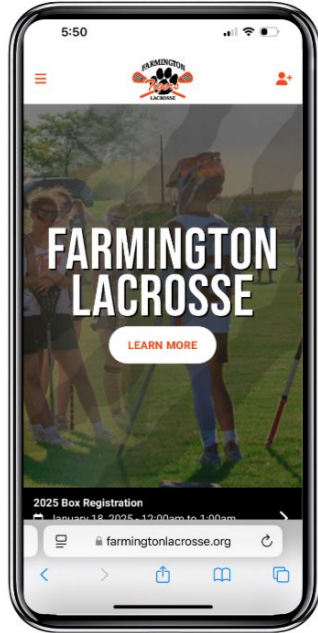 5:50
FARMINGTON
Tigers
LACROSSE
FARMINGTON
LACROSSE
LEARN MORE
2025 Box Registration
January 18, 2025 - 12:00am to 1:00am
farmingtonlacrosse.org